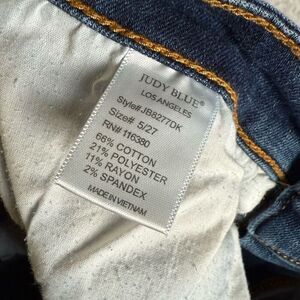 JUDY BLUE®
LOS ANGELES
Style# JB8277DK
Size# 5/27
RN# 116380
66% COTTON
21% POLYESTER
11% RAYON
2% SPANDEX
MADE IN VIETNAM